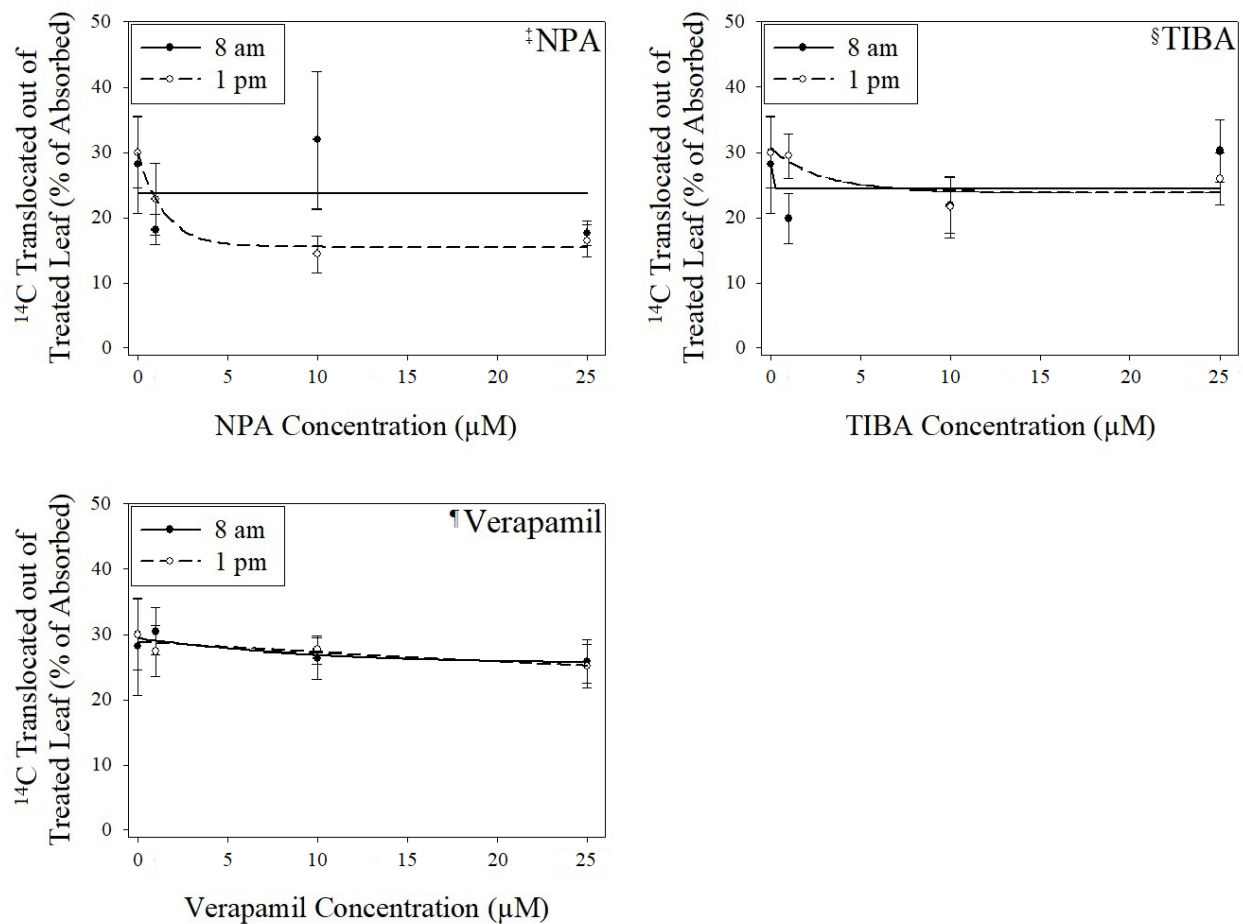 ‡NPA
8 am
1 pm
¹⁴C Translocated out of
Treated Leaf (% of Absorbed)
50
40
30
20
10
0
0 5 10 15 20 25
NPA Concentration (µM)
§TIBA
8 am
1 pm
¹⁴C Translocated out of
Treated Leaf (% of Absorbed)
50
40
30
20
10
0
0 5 10 15 20 25
TIBA Concentration (µM)
¶Verapamil
8 am
1 pm
¹⁴C Translocated out of
Treated Leaf (% of Absorbed)
50
40
30
20
10
0
0 5 10 15 20 25
Verapamil Concentration (µM)